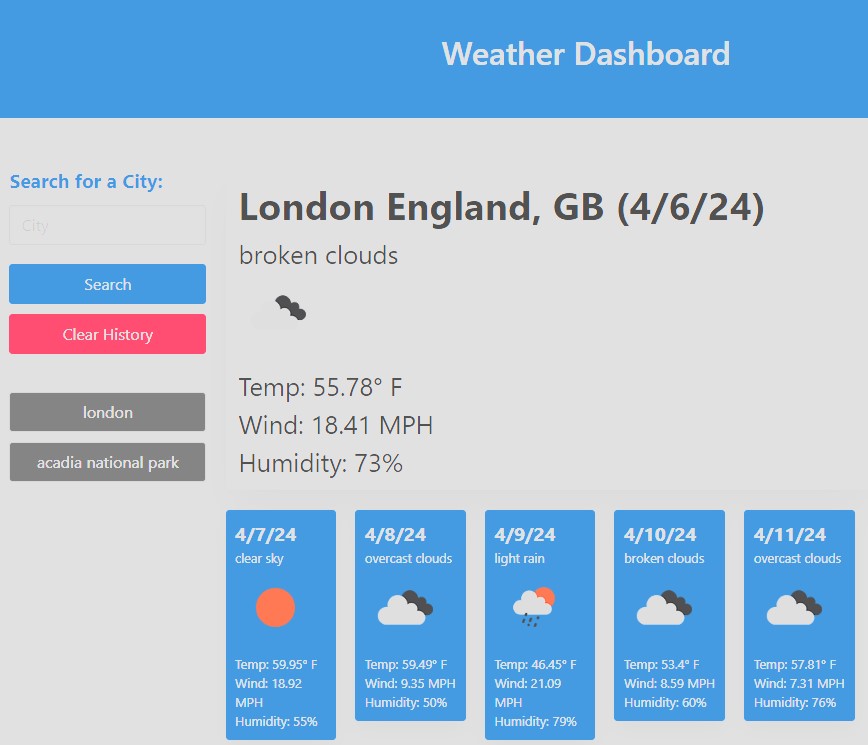 Weather Dashboard
Search for a City:
City
Search
Clear History
london
acadia national park
London England, GB (4/6/24)
broken clouds
Temp: 55.78° F
Wind: 18.41 MPH
Humidity: 73%
4/7/24
clear sky
Temp: 59.95° F
Wind: 18.92
MPH
Humidity: 55%
4/8/24
overcast clouds
Temp: 59.49° F
Wind: 9.35 MPH
Humidity: 50%
4/9/24
light rain
Temp: 46.45° F
Wind: 21.09
MPH
Humidity: 79%
4/10/24
broken clouds
Temp: 53.4° F
Wind: 8.59 MPH
Humidity: 60%
4/11/24
overcast clouds
Temp: 57.81° F
Wind: 7.31 MPH
Humidity: 76%